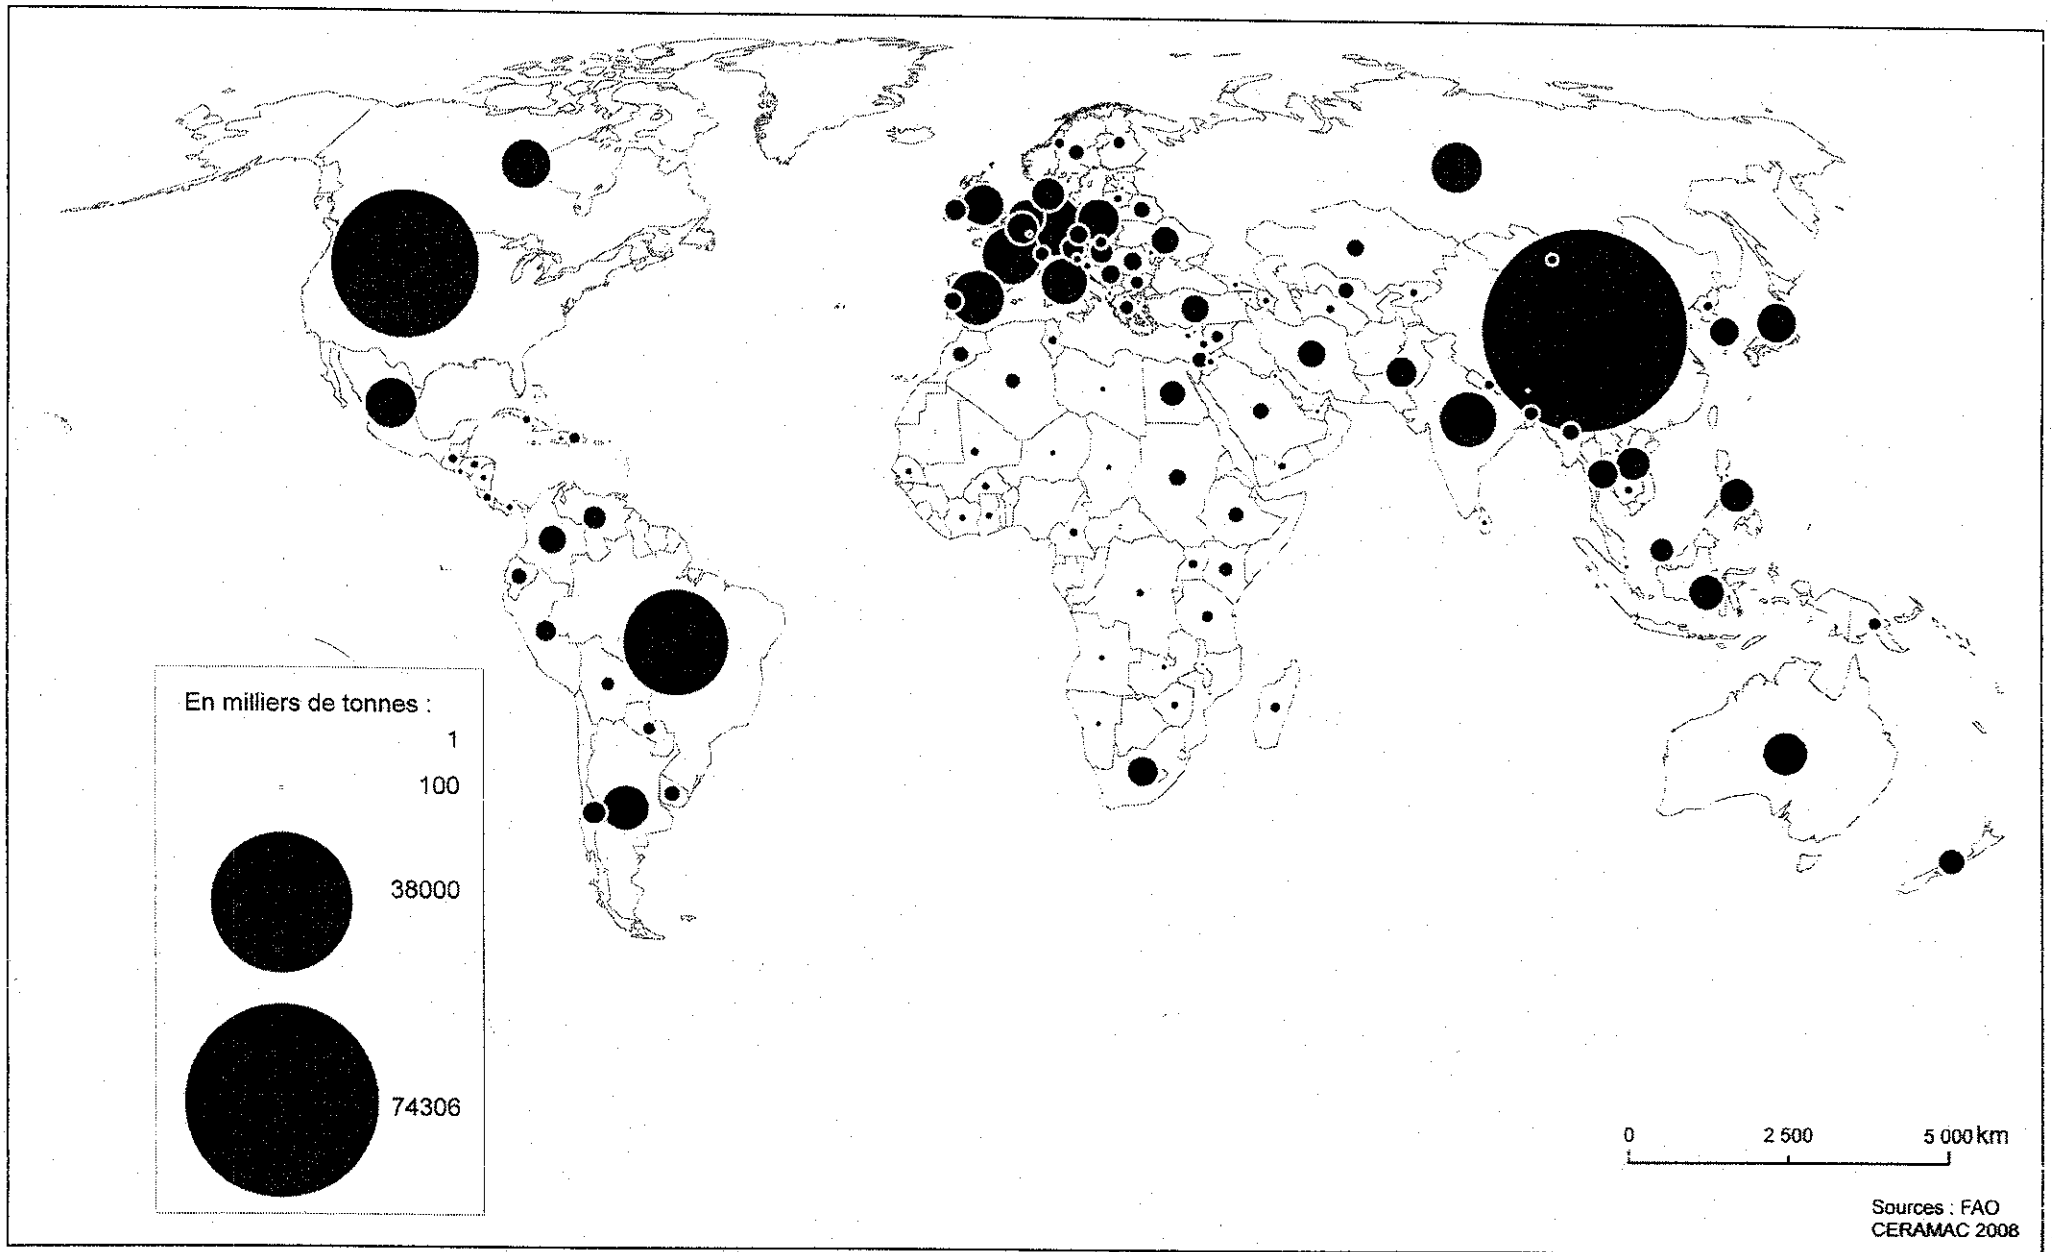 En milliers de tonnes :
1
100
38000
74306
0 2 500 5 000 km
Sources : FAO
CERAMAC 2008